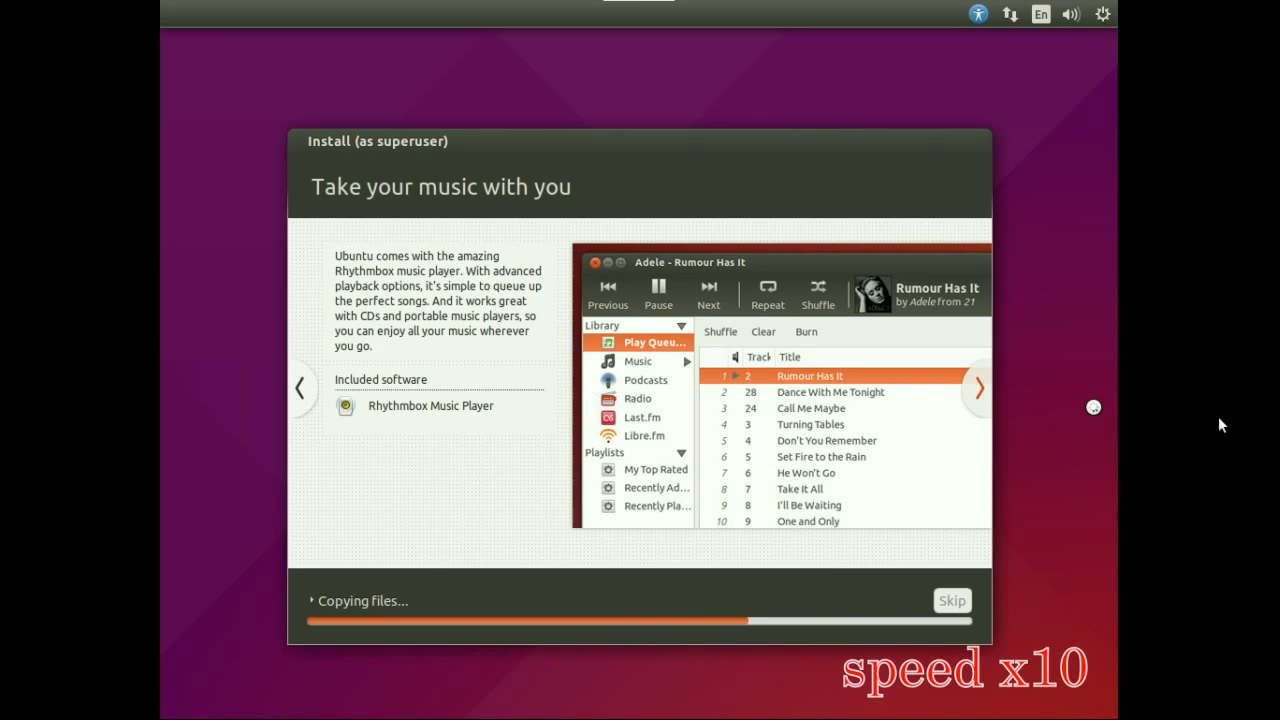 En
Install (as superuser)
Take your music with you
Ubuntu comes with the amazing
Rhythmbox music player. With advanced
playback options, it's simple to queue up
the perfect songs. And it works great
with CDs and portable music players, so
you can enjoy all your music wherever
you go.
Included software
Rhythmbox Music Player
Adele - Rumour Has It
Previous Pause Next Repeat Shuffle
Rumour Has It
by Adele from 21
Library
Play Queu...
Music
Podcasts
Radio
Last.fm
Libre.fm
Playlists
My Top Rated
Recently Ad...
Recently Pla...
Shuffle Clear Burn
Track Title
1 2 Rumour Has It
2 28 Dance With Me Tonight
3 24 Call Me Maybe
4 3 Turning Tables
5 4 Don't You Remember
6 5 Set Fire to the Rain
7 6 He Won't Go
8 7 Take It All
9 8 I'll Be Waiting
10 9 One and Only
Copying files...
Skip
speed x10